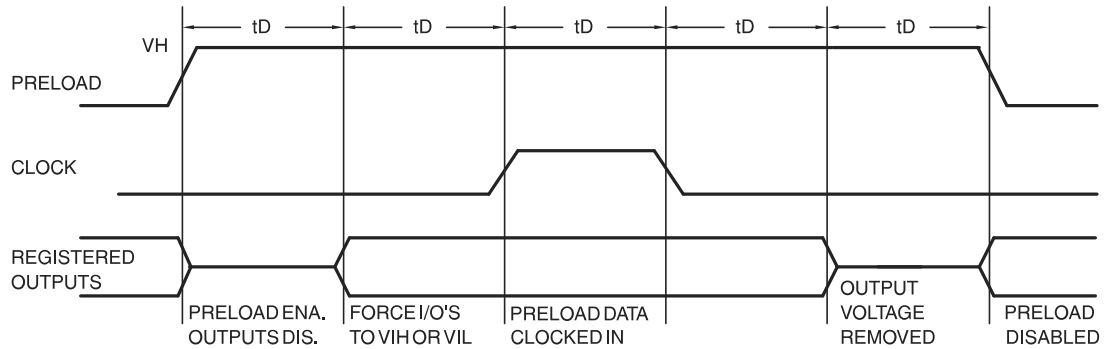 tD tD tD tD tD
VH
PRELOAD
CLOCK
REGISTERED
OUTPUTS
PRELOAD ENA.
OUTPUTS DIS.
FORCE I/O'S
TO VIH OR VIL
PRELOAD DATA
CLOCKED IN
OUTPUT
VOLTAGE
REMOVED
PRELOAD
DISABLED